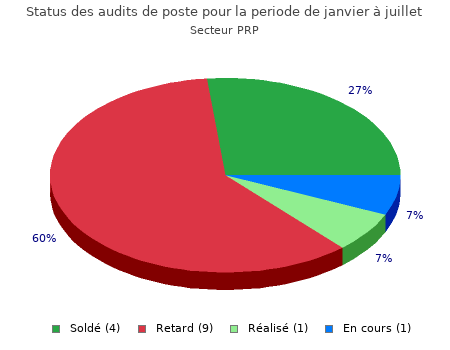 Status des audits de poste pour la periode de janvier à juillet
Secteur PRP
27%
7%
7%
60%
Soldé (4) Retard (9) Réalisé (1) En cours (1)